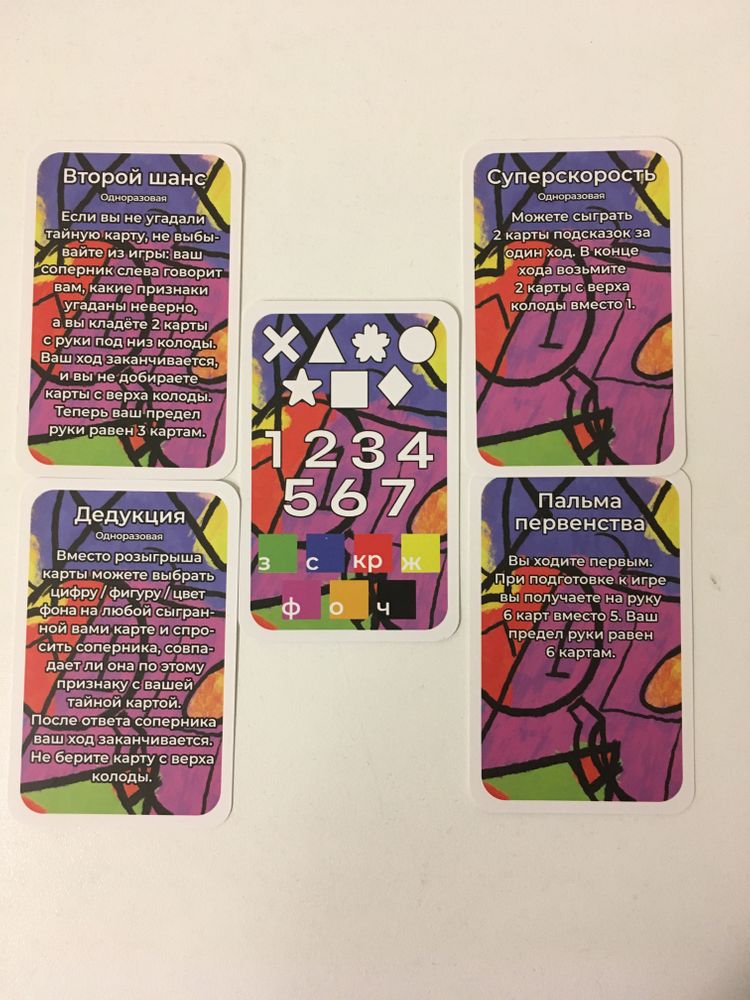 Второй шанс
Одноразовая
Если вы не угадали
тайную карту, не выбы-
вайте из игры: ваш
соперник слева говорит
вам, какие признаки
угаданы неверно,
а вы кладёте 2 карты
с руки под низ колоды.
Ваш ход заканчивается,
и вы не добираете
карты с верха колоды.
Теперь ваш предел
руки равен 3 картам.
Суперскорость
Одноразовая
Можете сыграть
2 карты подсказок за
один ход. В конце
хода возьмите
2 карты с верха
колоды вместо 1.
1 2 3 4
5 6 7
з с кр ж
ф о ч
Дедукция
Одноразовая
Вместо розыгрыша
карты можете выбрать
цифру / фигуру / цвет
фона на любой сыгран-
ной вами карте и спро-
сить соперника, совпа-
дает ли она по этому
признаку с вашей
тайной картой.
После ответа соперника
ваш ход заканчивается.
Не берите карту с верха
колоды.
Пальма
первенства
Вы ходите первым.
При подготовке к игре
вы получаете на руку
6 карт вместо 5. Ваш
предел руки равен
6 картам.